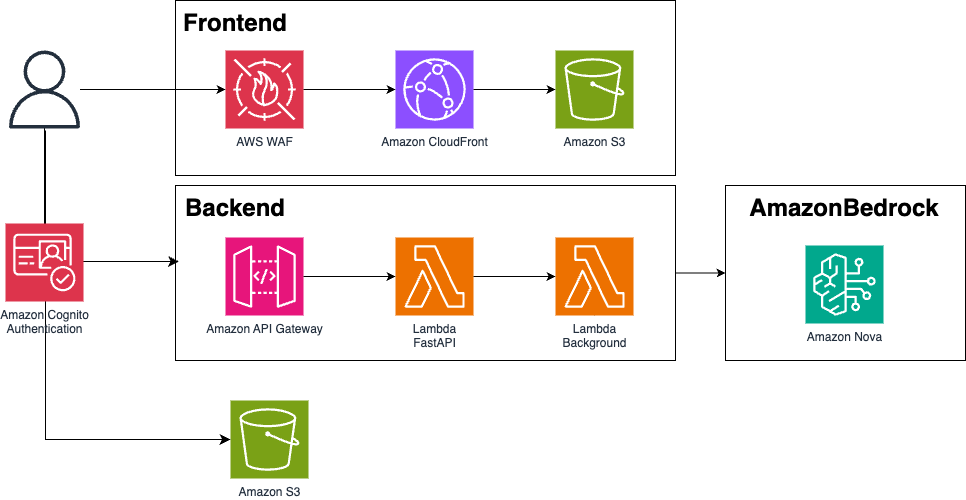 Frontend
AWS WAF
Amazon CloudFront
Amazon S3
Backend
AmazonBedrock
Amazon API Gateway
Lambda
FastAPI
Lambda
Background
Amazon Nova
Amazon Cognito
Authentication
Amazon S3